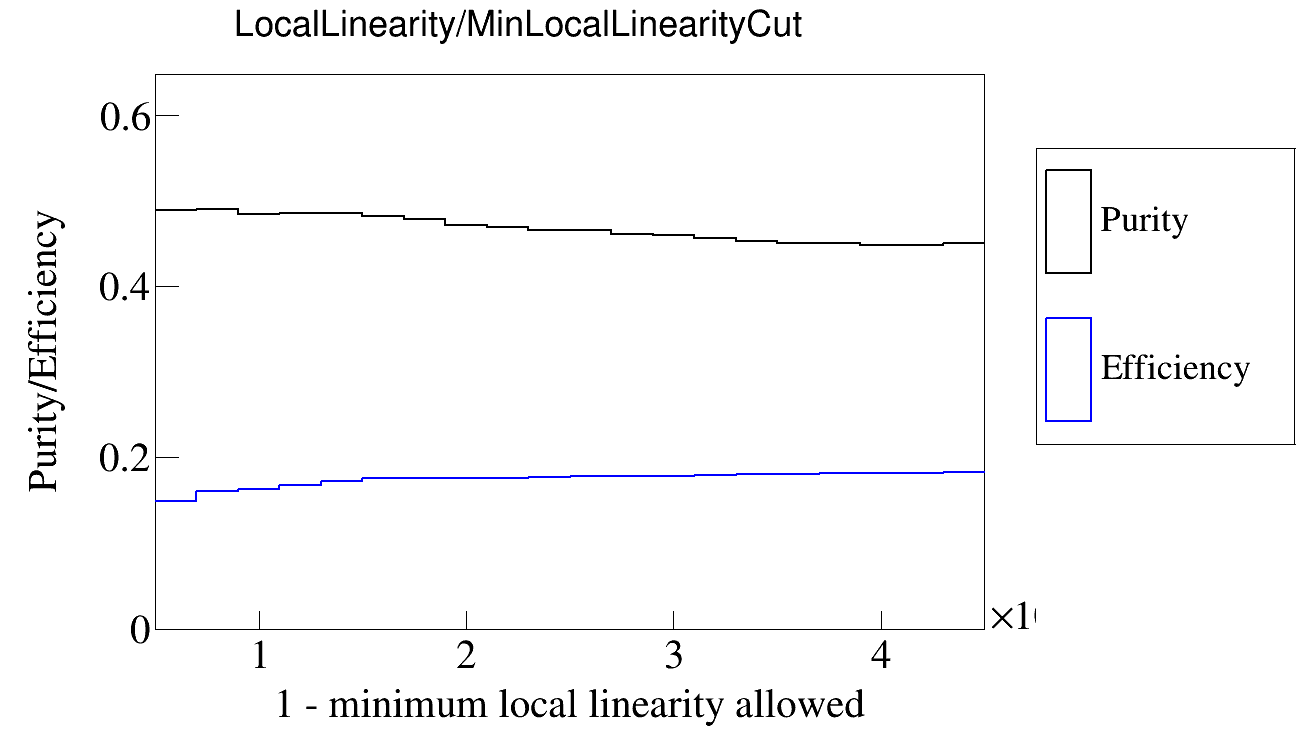 LocalLinearity/MinLocalLinearityCut
0.6
0.4
0.2
0
Purity/Efficiency
1 2 3 4
×10
1 - minimum local linearity allowed
Purity
Efficiency